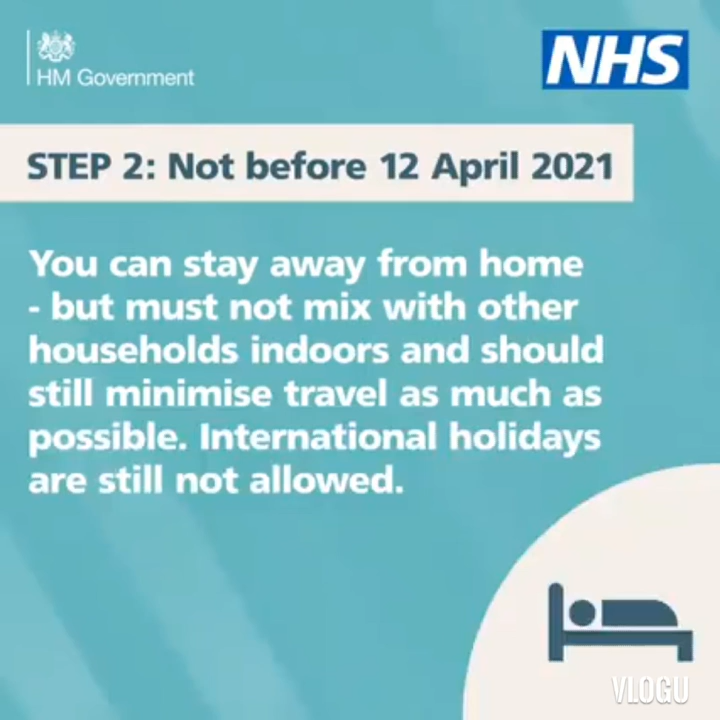 HM Government
NHS
STEP 2: Not before 12 April 2021
You can stay away from home
- but must not mix with other
households indoors and should
still minimise travel as much as
possible. International holidays
are still not allowed.
VLOGU